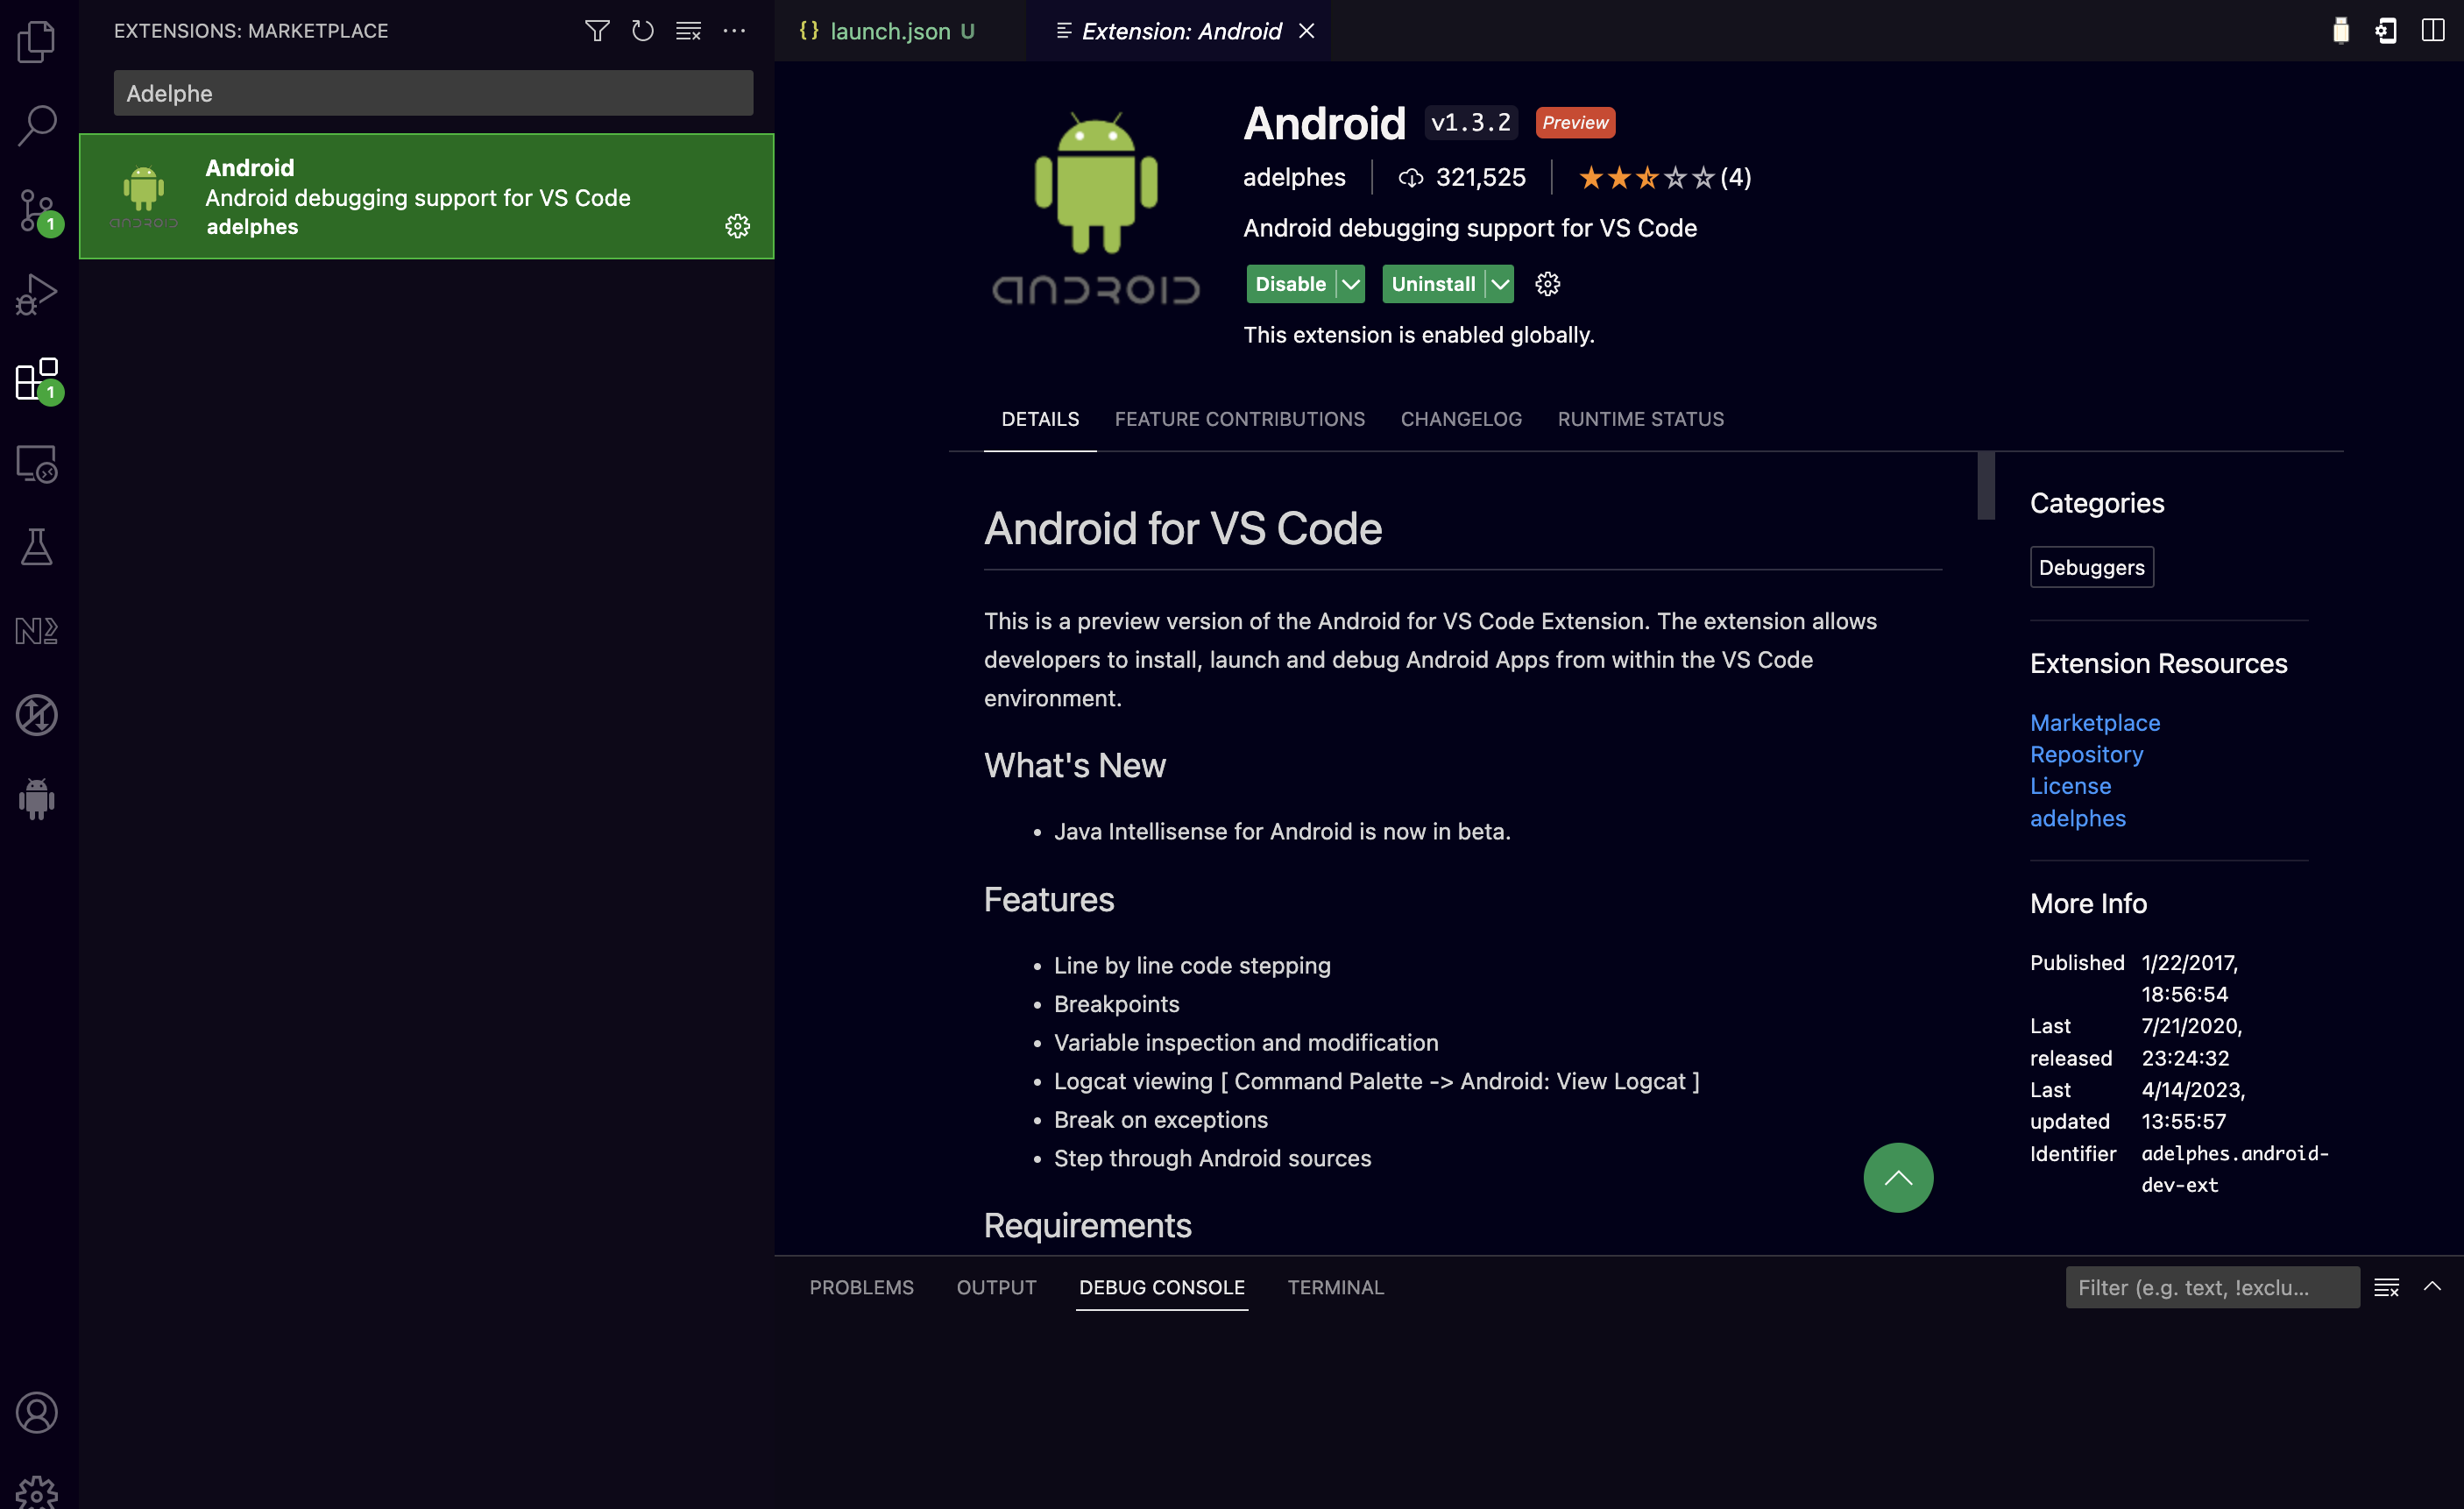 EXTENSIONS: MARKETPLACE
Adelphe
Android
Android debugging support for VS Code
adelphes
ANDROID
1
1
N2
{} launch.json U
Extension: Android
ANDROID
Android v1.3.2 Preview
adelphes 321,525 (4)
Android debugging support for VS Code
Disable Uninstall
This extension is enabled globally.
DETAILS FEATURE CONTRIBUTIONS CHANGELOG RUNTIME STATUS
Android for VS Code
This is a preview version of the Android for VS Code Extension. The extension allows
developers to install, launch and debug Android Apps from within the VS Code
environment.
What's New
• Java Intellisense for Android is now in beta.
Features
• Line by line code stepping
• Breakpoints
• Variable inspection and modification
• Logcat viewing [ Command Palette -> Android: View Logcat ]
• Break on exceptions
• Step through Android sources
Requirements
Categories
Debuggers
Extension Resources
Marketplace
Repository
License
adelphes
More Info
Published 1/22/2017,
18:56:54
Last 7/21/2020,
released 23:24:32
Last 4/14/2023,
updated 13:55:57
Identifier adelphes.android-
dev-ext
PROBLEMS OUTPUT DEBUG CONSOLE TERMINAL
Filter (e.g. text, !exclu...